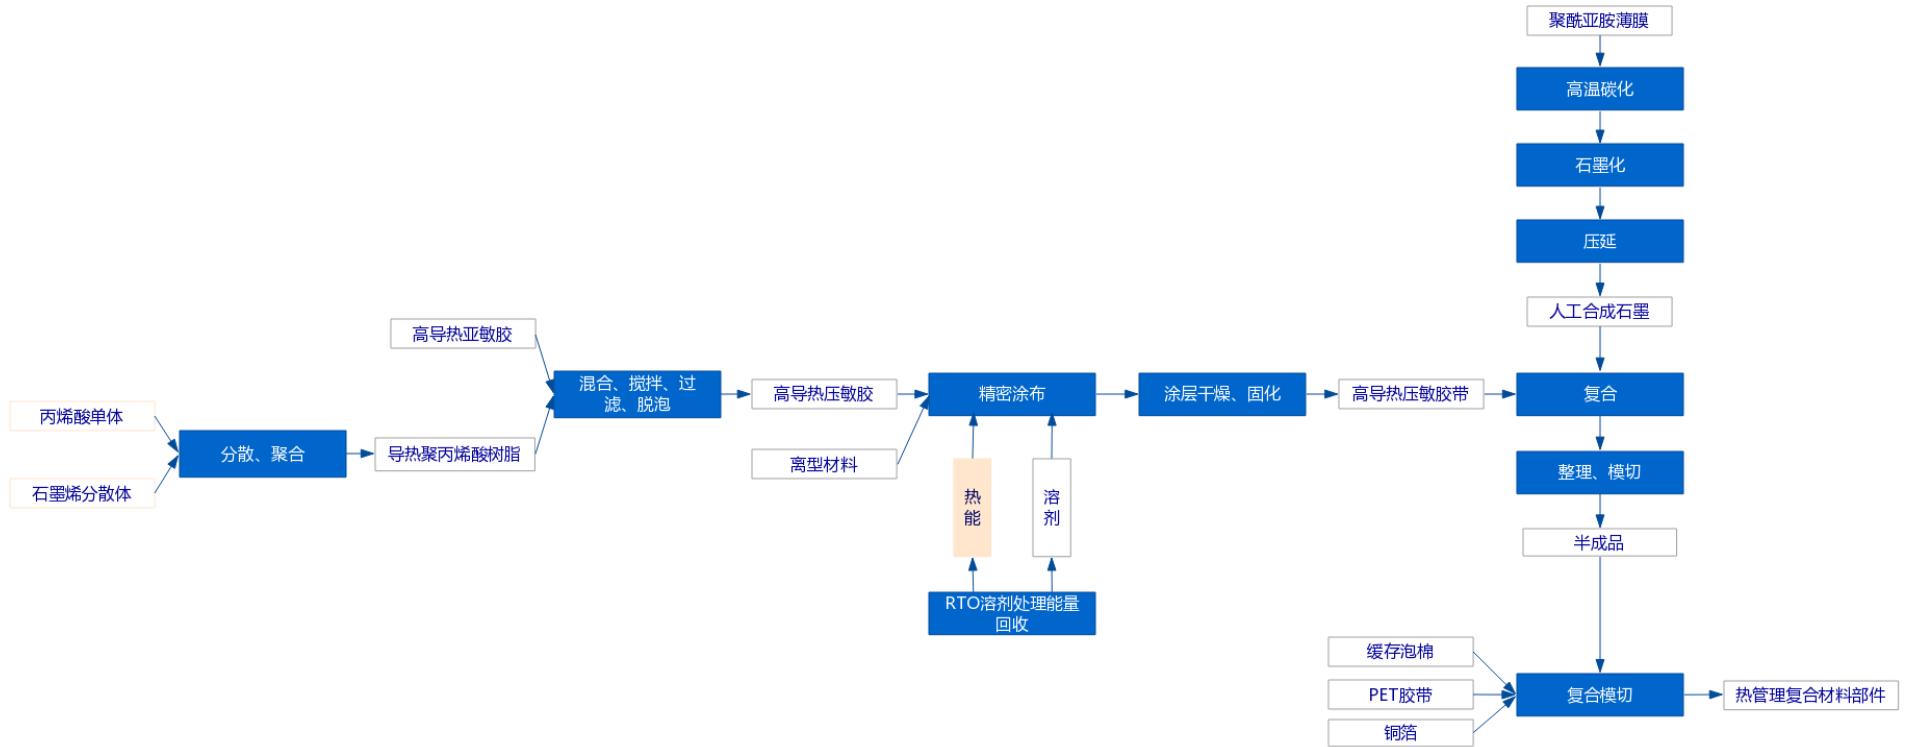 聚酰亚胺薄膜
高温碳化
石墨化
压延
人工合成石墨
高导热亚敏胶
混合、搅拌、过
滤、脱泡
高导热压敏胶
精密涂布
涂层干燥、固化
高导热压敏胶带
复合
丙烯酸单体
分散、聚合
导热聚丙烯酸树脂
石墨烯分散体
离型材料
热
能
溶
剂
整理、模切
半成品
RTO溶剂处理能量
回收
缓存泡棉
PET胶带
铜箔
复合模切
热管理复合材料部件